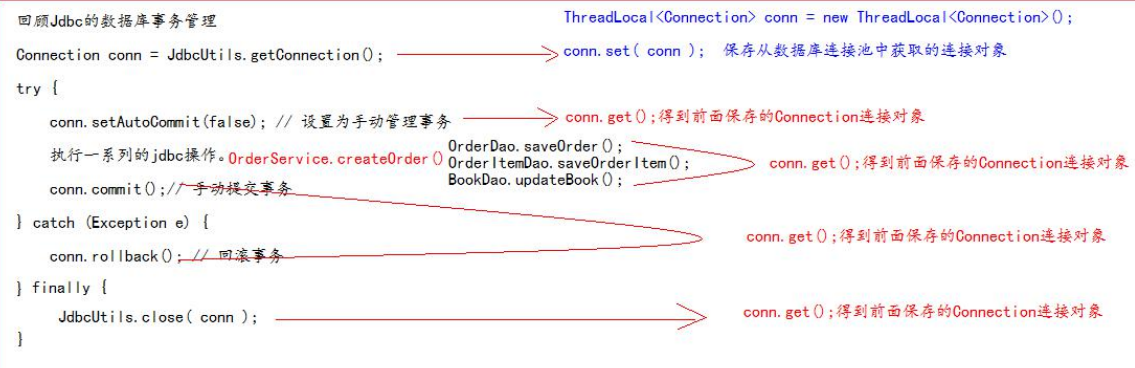 回顾Jdbc的数据库事务管理
ThreadLocal<Connection> conn = new ThreadLocal<Connection>();
Connection conn = JdbcUtils.getConnection();
conn.set( conn ); 保存从数据库连接池中获取的连接对象
try {
conn.setAutoCommit(false); // 设置为手动管理事务
conn.get();得到前面保存的Connection连接对象
执行一系列的jdbc操作。OrderService.createOrder()
OrderDao.saveOrder();
OrderItemDao.saveOrderItem();
BookDao.updateBook();
conn.get();得到前面保存的Connection连接对象
conn.commit();// 手动提交事务
} catch (Exception e) {
conn.get();得到前面保存的Connection连接对象
conn.rollback(); // 回滚事务
} finally {
JdbcUtils.close( conn );
conn.get();得到前面保存的Connection连接对象
}